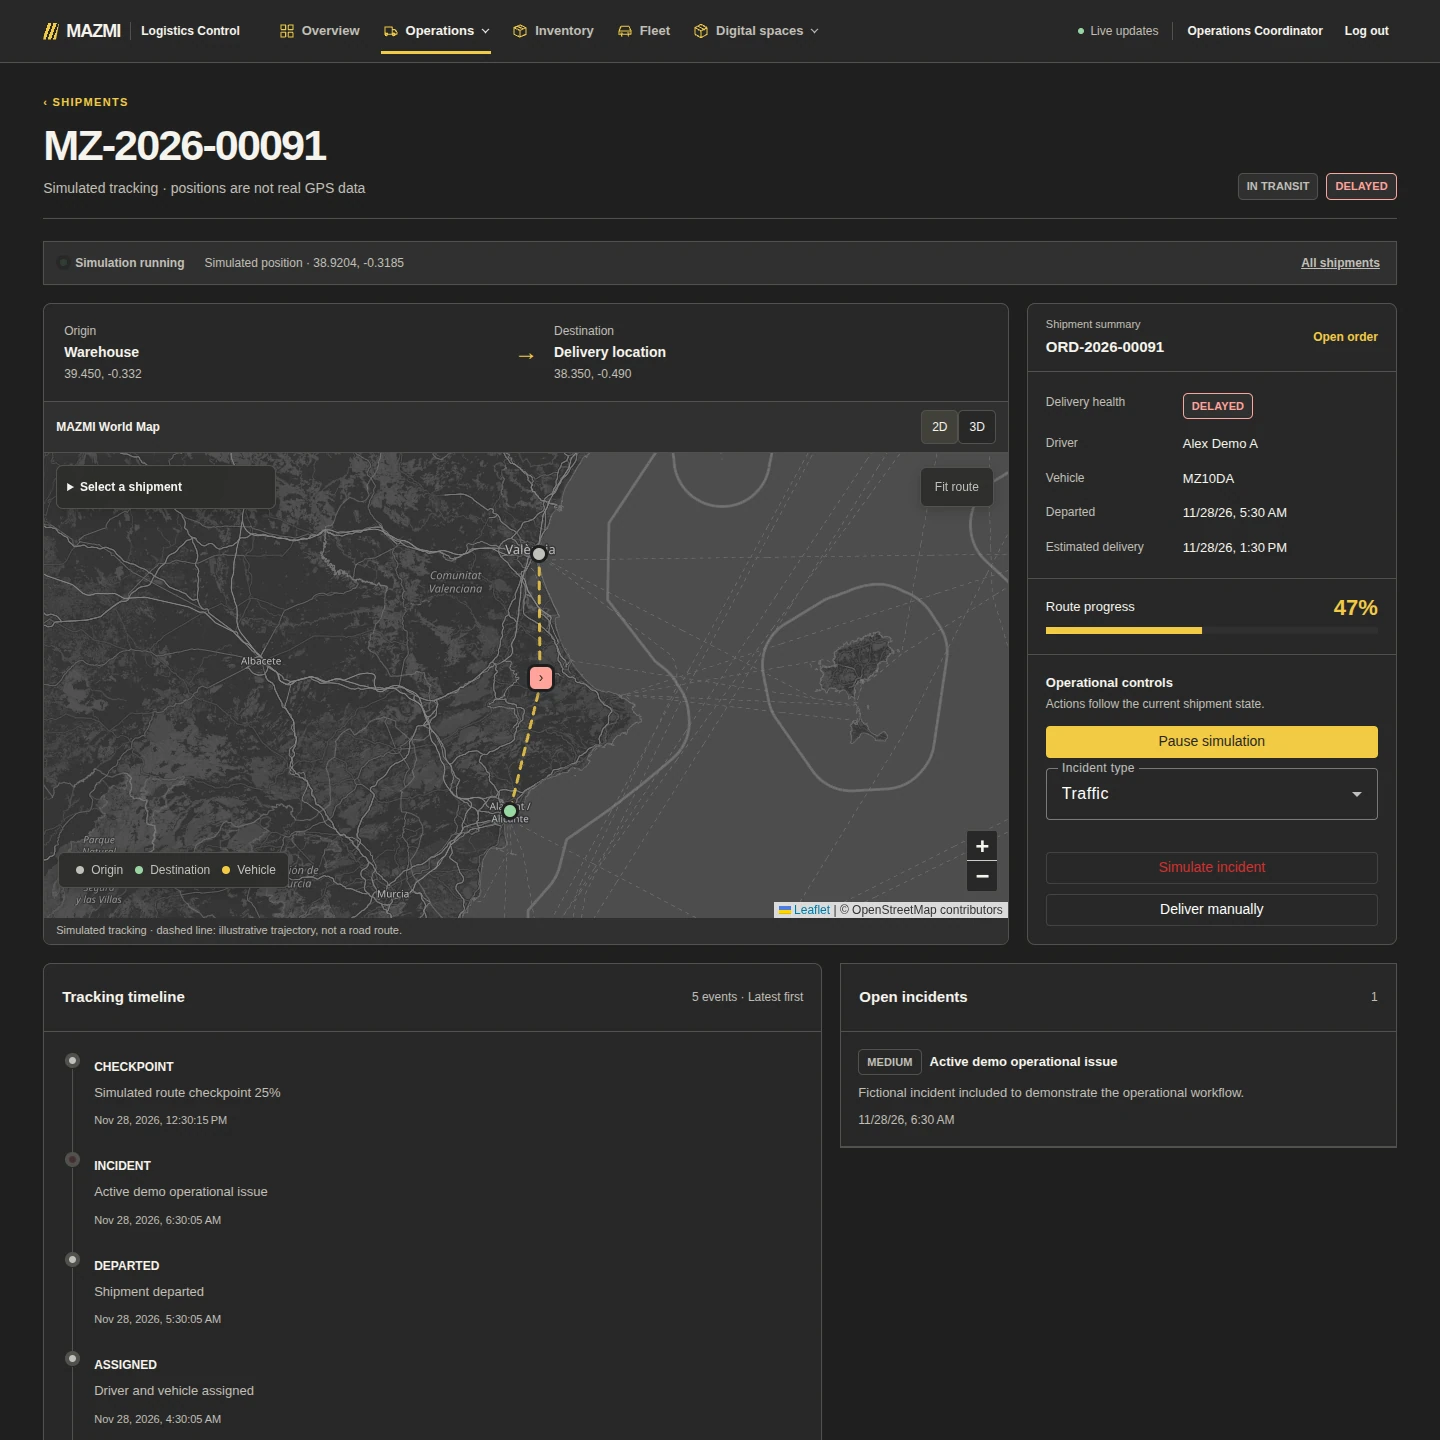 MAZMI
Logistics Control
Overview
Operations
Inventory
Fleet
Digital spaces
Live updates
Operations Coordinator
Log out
‹ SHIPMENTS
MZ-2026-00091
Simulated tracking · positions are not real GPS data
IN TRANSIT
DELAYED
Simulation running
Simulated position · 38.9204, -0.3185
All shipments
Origin
Warehouse
39.450, -0.332
→
Destination
Delivery location
38.350, -0.490
MAZMI World Map
2D
3D
Select a shipment
Fit route
Comunitat
Valenciana
Albacete
Parque
y las Villas
Murcia
Origin
Destination
Vehicle
+
−
Leaflet | © OpenStreetMap contributors
Simulated tracking · dashed line: illustrative trajectory, not a road route.
Shipment summary
ORD-2026-00091
Open order
Delivery health
DELAYED
Driver
Alex Demo A
Vehicle
MZ10DA
Departed
11/28/26, 5:30 AM
Estimated delivery
11/28/26, 1:30 PM
Route progress
47%
Operational controls
Actions follow the current shipment state.
Pause simulation
Incident type
Traffic
Simulate incident
Deliver manually
Tracking timeline
5 events · Latest first
CHECKPOINT
Simulated route checkpoint 25%
Nov 28, 2026, 12:30:15 PM
INCIDENT
Active demo operational issue
Nov 28, 2026, 6:30:05 AM
DEPARTED
Shipment departed
Nov 28, 2026, 5:30:05 AM
ASSIGNED
Driver and vehicle assigned
Nov 28, 2026, 4:30:05 AM
Open incidents
1
MEDIUM
Active demo operational issue
Fictional incident included to demonstrate the operational workflow.
11/28/26, 6:30 AM